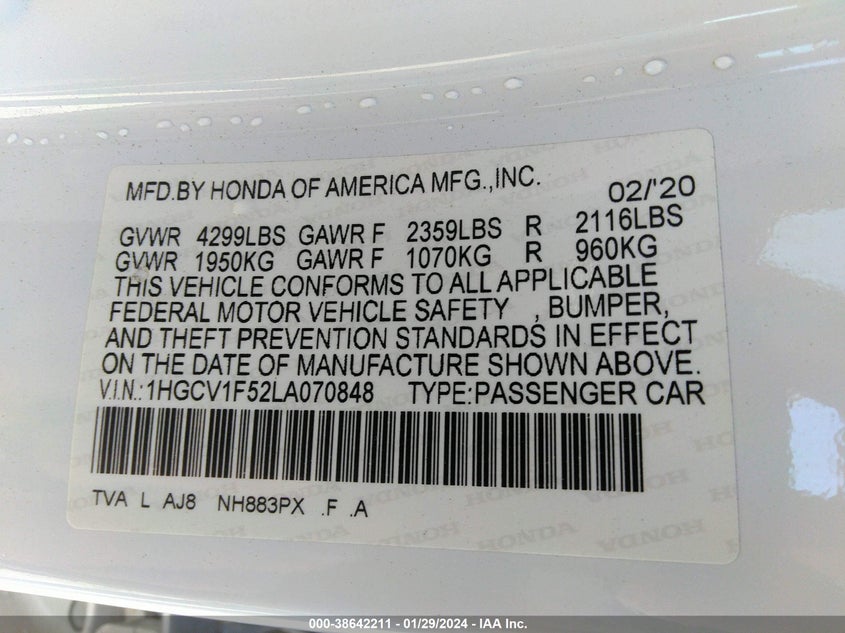 MFD.BY HONDA OF AMERICA MFG.,INC. 02/'20
GVWR 4299LBS GAWR F 2359LBS R 2116LBS
GVWR 1950KG GAWR F 1070KG R 960KG
THIS VEHICLE CONFORMS TO ALL APPLICABLE
FEDERAL MOTOR VEHICLE SAFETY , BUMPER,
AND THEFT PREVENTION STANDARDS IN EFFECT
ON THE DATE OF MANUFACTURE SHOWN ABOVE.
V.I.N.:1HGCV1F52LA070848 TYPE:PASSENGER CAR
TVA L AJ8 NH883PX .F .A
HONDA HONDA HONDA
000-38642211 - 01/29/2024 - IAA Inc.